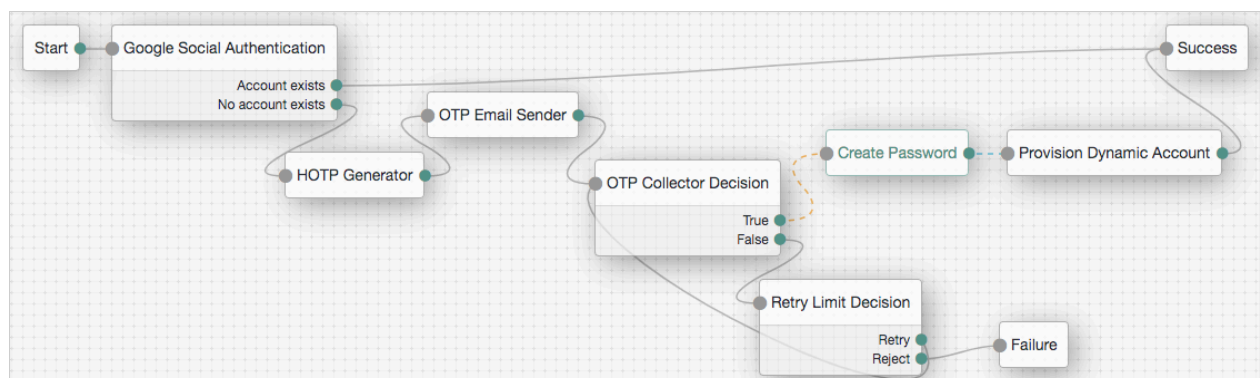 Start
Google Social Authentication
Account exists
No account exists
HOTP Generator
OTP Email Sender
OTP Collector Decision
True
False
Create Password
Provision Dynamic Account
Success
Retry Limit Decision
Retry
Reject
Failure